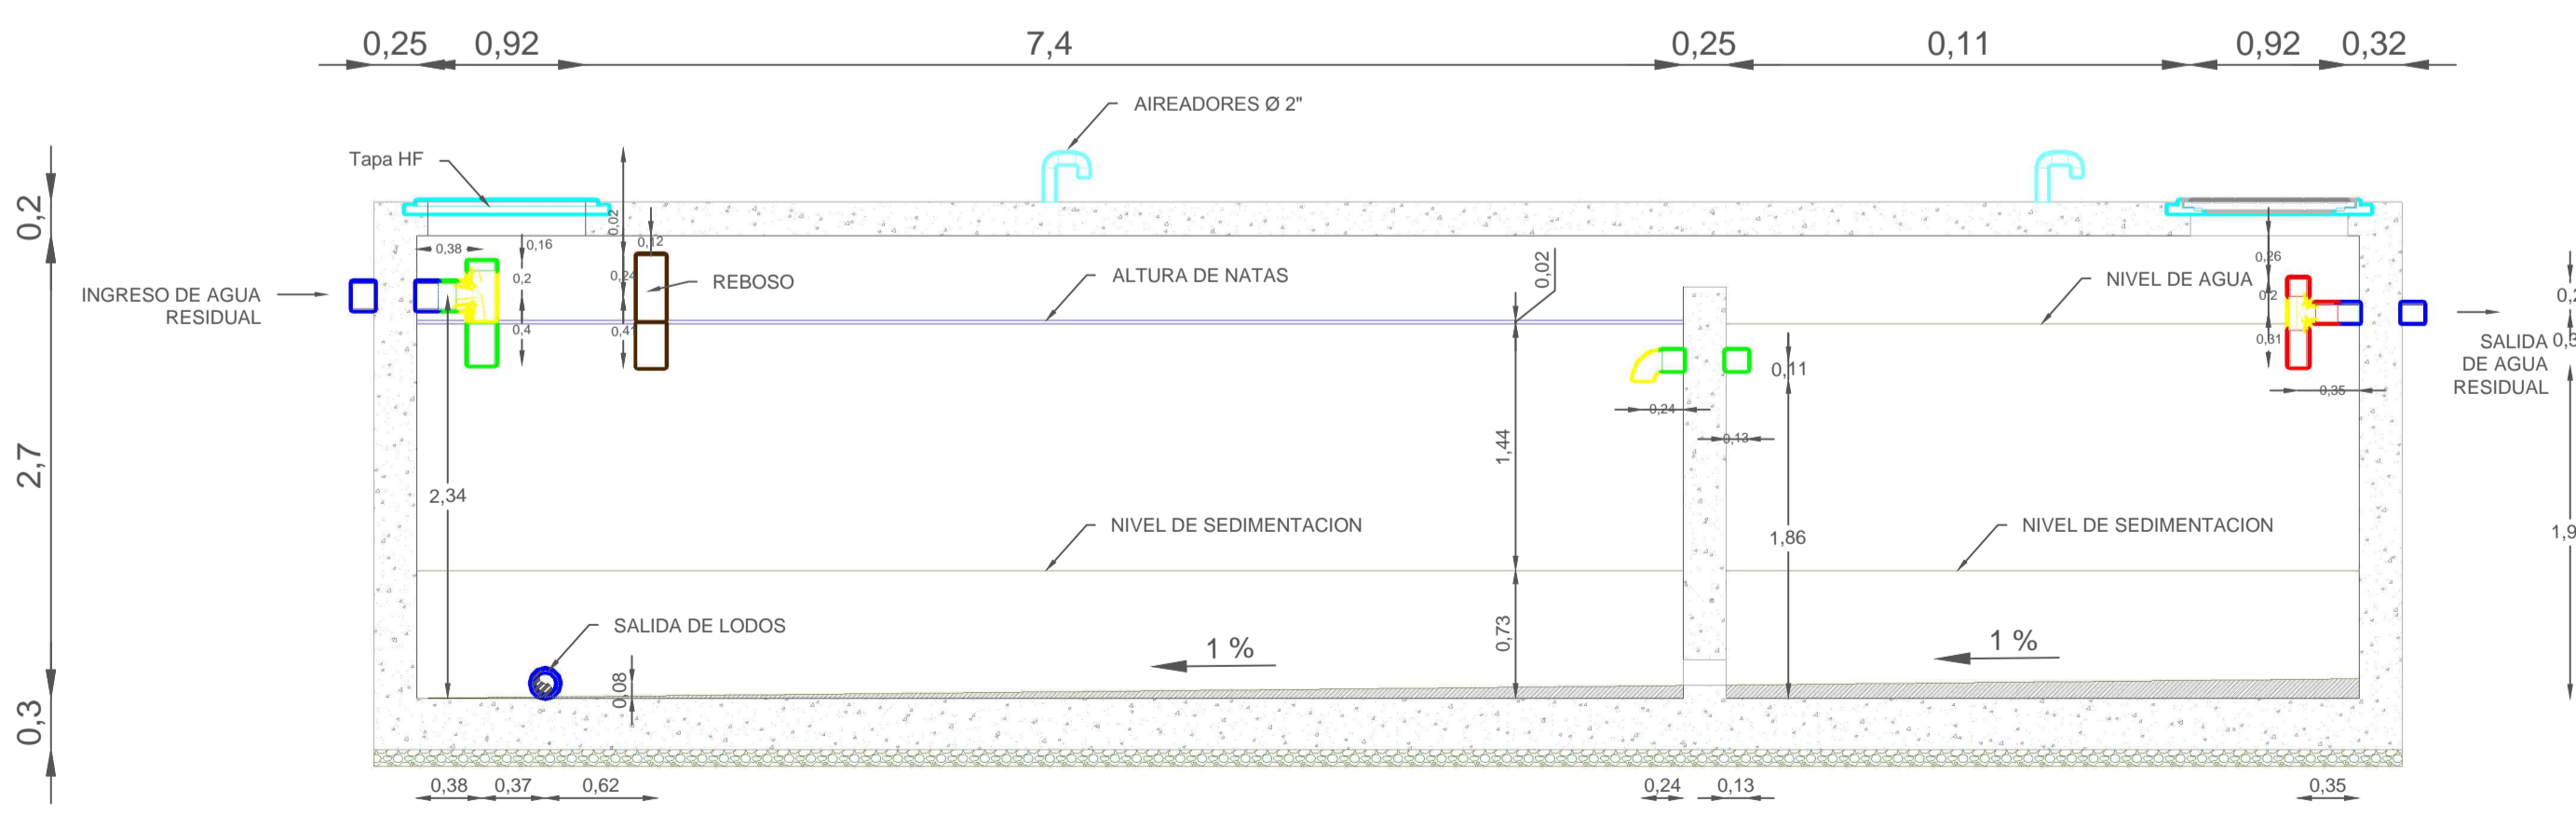 0,25 0,92 7,4 0,25 0,11 0,92 0,32
AIREADORES Ø 2"
Tapa HF
0,2
0,02
0,12
0,38
0,16
0,2
0,24
REBOSO
ALTURA DE NATAS
0,02
NIVEL DE AGUA
0,26
0,2
INGRESO DE AGUA
RESIDUAL
0,4
0,41
0,31
SALIDA
DE AGUA
RESIDUAL
0,11
0,35
0,24
0,13
1,44
2,7
2,34
NIVEL DE SEDIMENTACION
NIVEL DE SEDIMENTACION
1,86
SALIDA DE LODOS
1 %
1 %
0,73
0,08
0,3
0,38 0,37 0,62 0,24 0,13 0,35